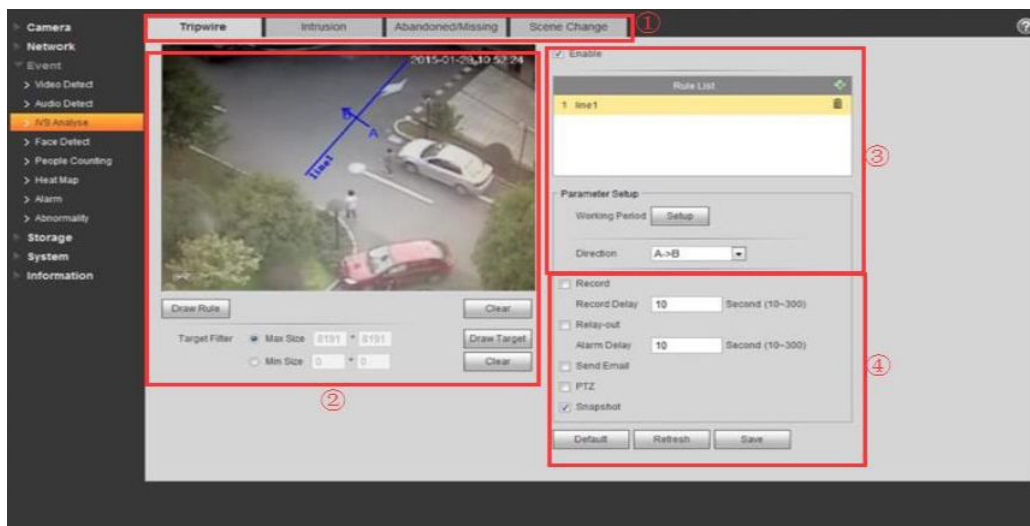 Camera
Network
Event
Video Detect
Audio Detect
IVS Analyse
Face Detect
People Counting
Heat Map
Alarm
Abnormality
Storage
System
Information
Tripwire
Intrusion
Abandoned/Missing
Scene Change
①
2015-01-28 10:52:24
B
A
line1
Draw Rule
Clear
Target Filter
Max Size 8191 * 8191
Draw Target
Min Size 0 * 0
Clear
②
Enable
Rule List
1 line1
③
Parameter Setup
Working Period Setup
Direction A->B
Record
Record Delay 10 Second (10~300)
Relay-out
Alarm Delay 10 Second (10~300)
Send Email
PTZ
Snapshot
④
Default Refresh Save